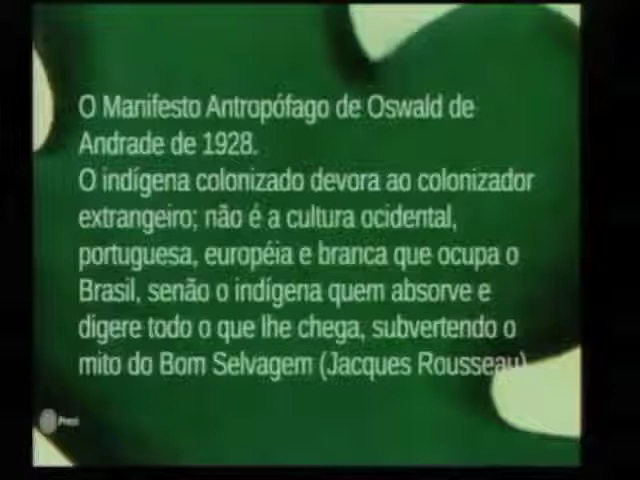 O Manifesto Antropófago de Oswald de
Andrade de 1928.
O indígena colonizado devora ao colonizador
extrangeiro; não é a cultura ocidental,
portuguesa, européia e branca que ocupa o
Brasil, senão o indígena quem absorve e
digere todo o que lhe chega, subvertendo o
mito do Bom Selvagem (Jacques Rousseau)
Prezi